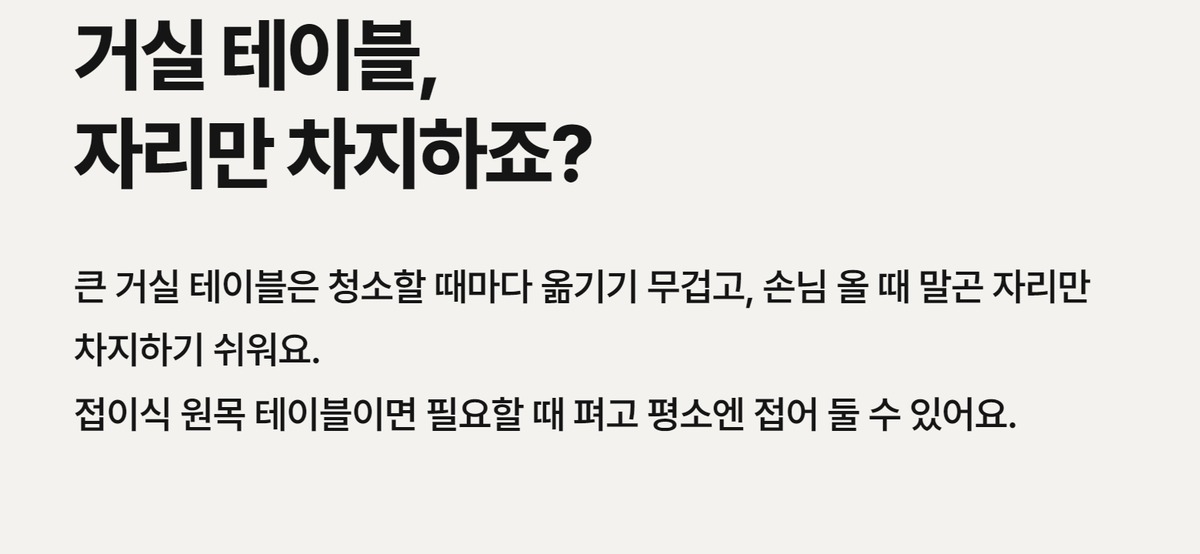 거실 테이블,
자리만 차지하죠?
큰 거실 테이블은 청소할 때마다 옮기기 무겁고, 손님 올 때 말곤 자리만
차지하기 쉬워요.
접이식 원목 테이블이면 필요할 때 펴고 평소엔 접어 둘 수 있어요.